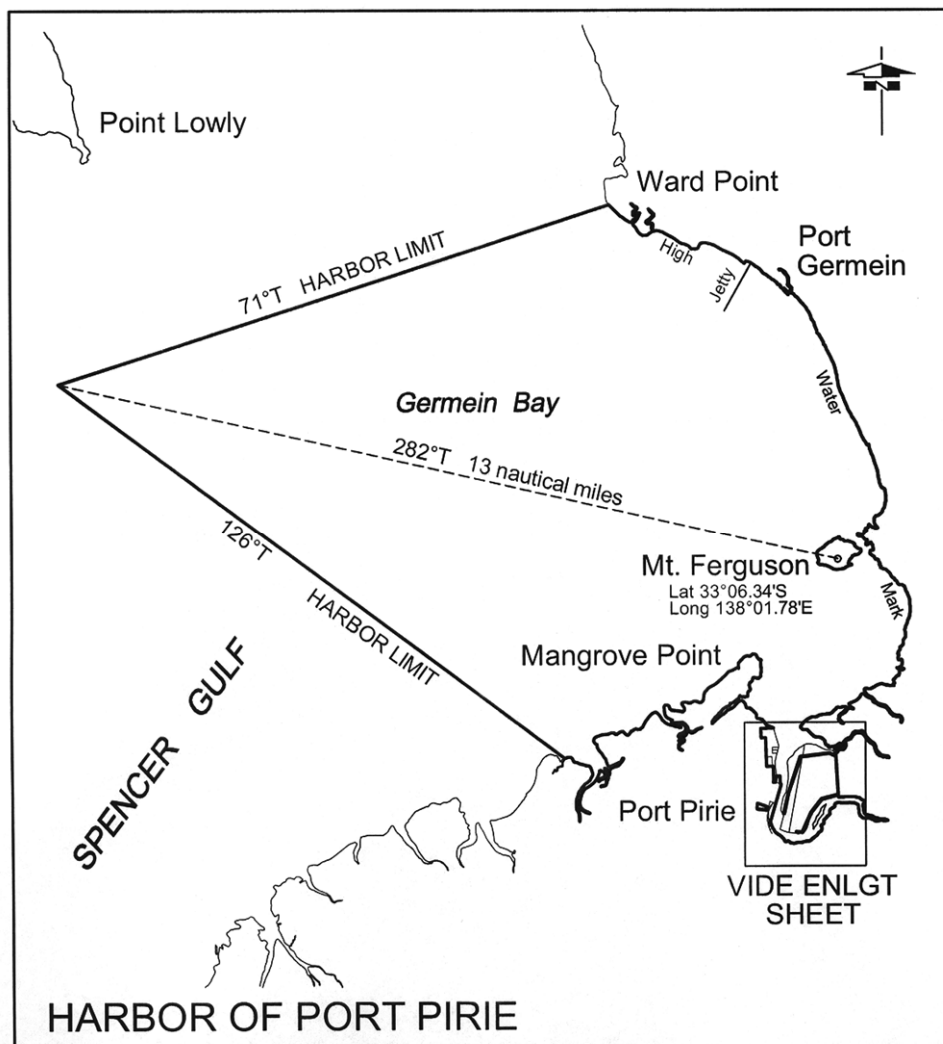 Point Lowly
Ward Point
Port
Germein
High
Jetty
71°T HARBOR LIMIT
Water
Germein Bay
282°T 13 nautical miles
126°T
HARBOR LIMIT
Mt. Ferguson
Lat 33°06.34'S
Long 138°01.78'E
Mark
Mangrove Point
SPENCER GULF
Port Pirie
VIDE ENLGT
SHEET
HARBOR OF PORT PIRIE